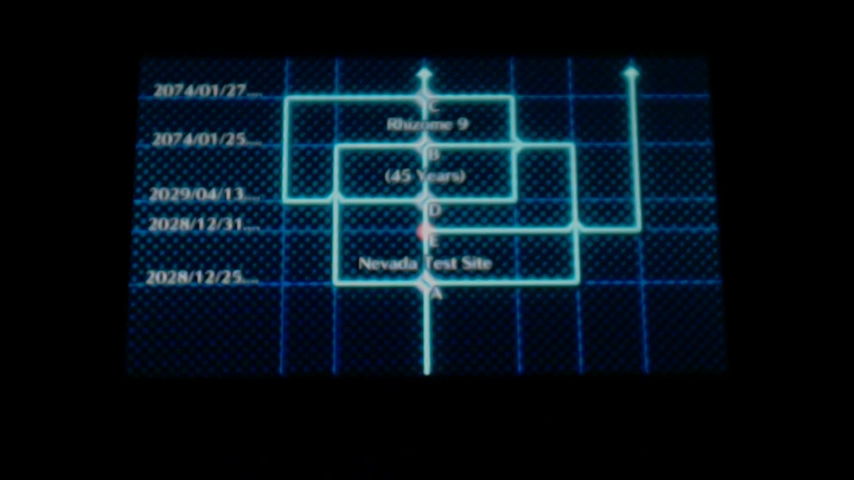 2074/01/27...
C
Rhizome 9
2074/01/25...
B
(45 Years)
2029/04/13...
D
2028/12/31...
E
Nevada Test Site
2028/12/25...
A